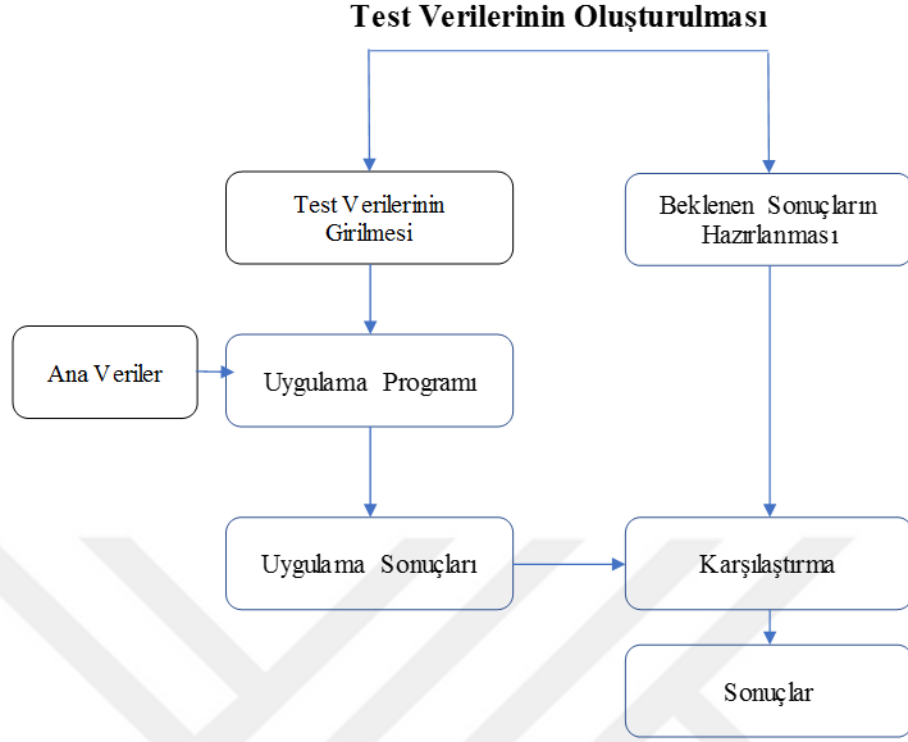 Test Verilerinin Oluşturulması
Test Verilerinin
Girilmesi
Beklenen Sonuçların
Hazırlanması
Ana Veriler
Uygulama Programı
Uygulama Sonuçları
Karşılaştırma
Sonuçlar